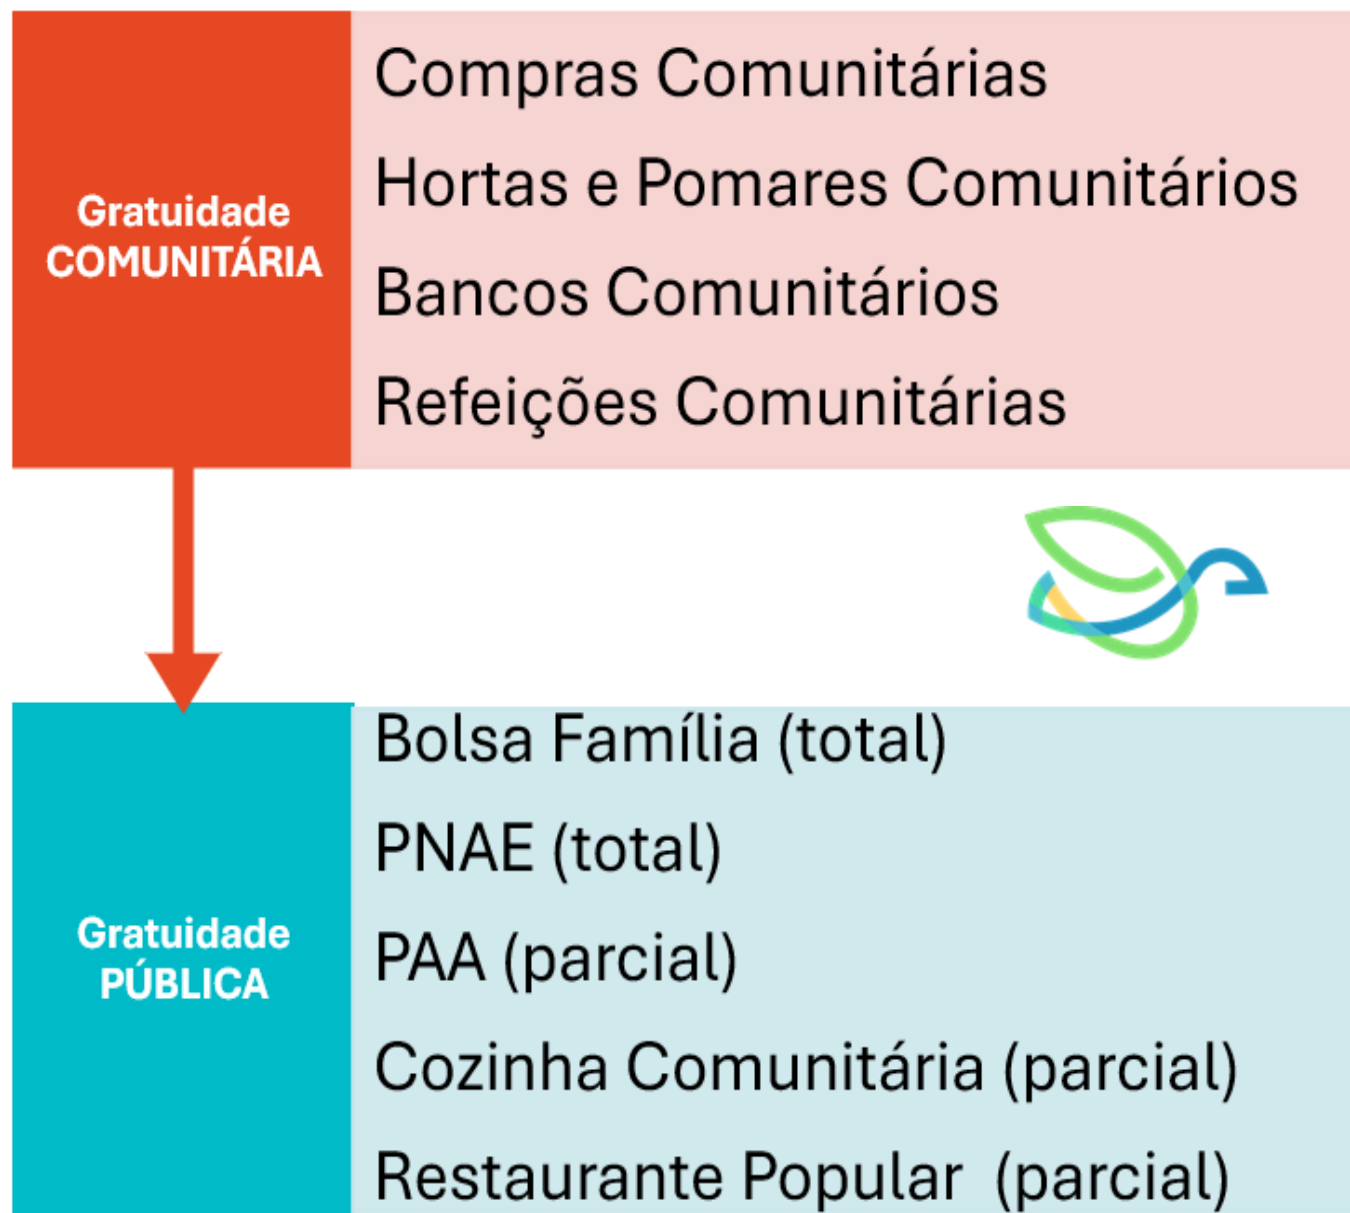 Gratuidade
COMUNITÁRIA
Compras Comunitárias
Hortas e Pomares Comunitários
Bancos Comunitários
Refeições Comunitárias
Gratuidade
PÚBLICA
Bolsa Família (total)
PNAE (total)
PAA (parcial)
Cozinha Comunitária (parcial)
Restaurante Popular (parcial)